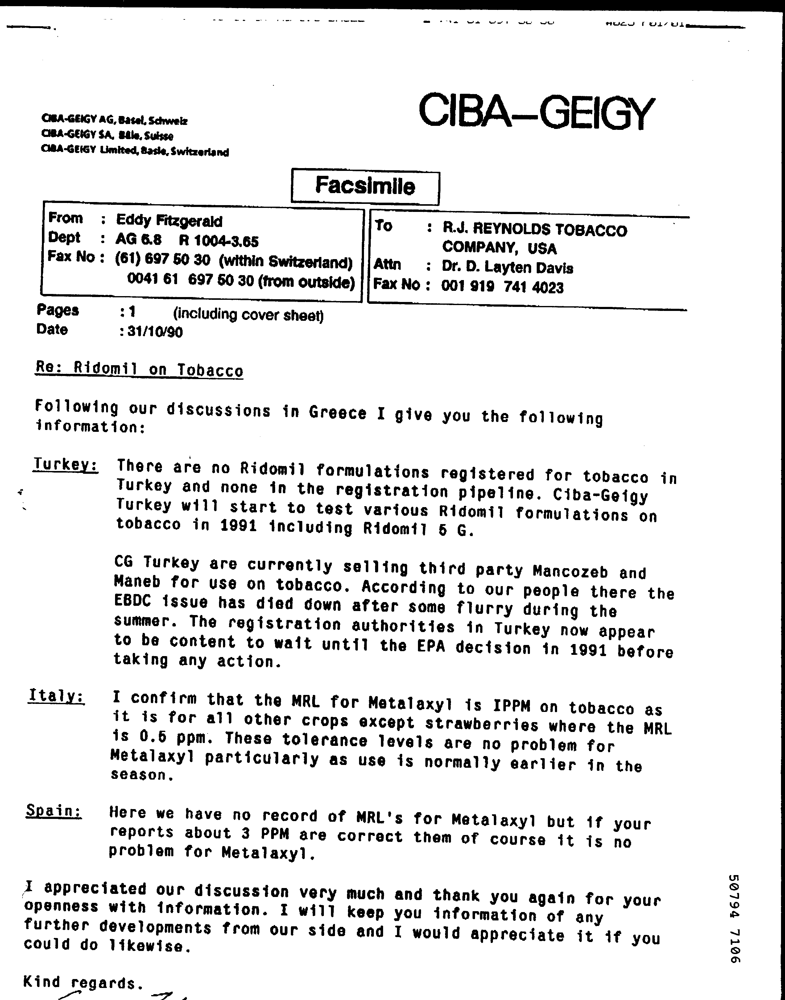 CIBA-GEIGY
CIBA-GEIGY AG, Basel, Schweiz
CIBA-GEIGY SA, Bâle, Suisse
CIBA-GEIGY Limited, Basle, Switzerland
Facsimile
From : Eddy Fitzgerald
Dept : AG 6.8 R 1004-3.65
Fax No : (61) 697 50 30 (within Switzerland)
0041 61 697 50 30 (from outside)
To : R.J. REYNOLDS TOBACCO
COMPANY, USA
Attn : Dr. D. Layten Davis
Fax No : 001 919 741 4023
Pages : 1 (including cover sheet)
Date : 31/10/90
Re: Ridomil on Tobacco
Following our discussions in Greece I give you the following
information:
Turkey: There are no Ridomil formulations registered for tobacco in
Turkey and none in the registration pipeline. Ciba-Geigy
Turkey will start to test various Ridomil formulations on
tobacco in 1991 including Ridomil 5 G.
CG Turkey are currently selling third party Mancozeb and
Maneb for use on tobacco. According to our people there the
EBDC issue has died down after some flurry during the
summer. The registration authorities in Turkey now appear
to be content to wait until the EPA decision in 1991 before
taking any action.
Italy: I confirm that the MRL for Metalaxyl is IPPM on tobacco as
it is for all other crops except strawberries where the MRL
is 0.5 ppm. These tolerance levels are no problem for
Metalaxyl particularly as use is normally earlier in the
season.
Spain: Here we have no record of MRL's for Metalaxyl but if your
reports about 3 PPM are correct them of course it is no
problem for Metalaxyl.
I appreciated our discussion very much and thank you again for your
openness with information. I will keep you information of any
further developments from our side and I would appreciate it if you
could do likewise.
Kind regards.
50794 7106